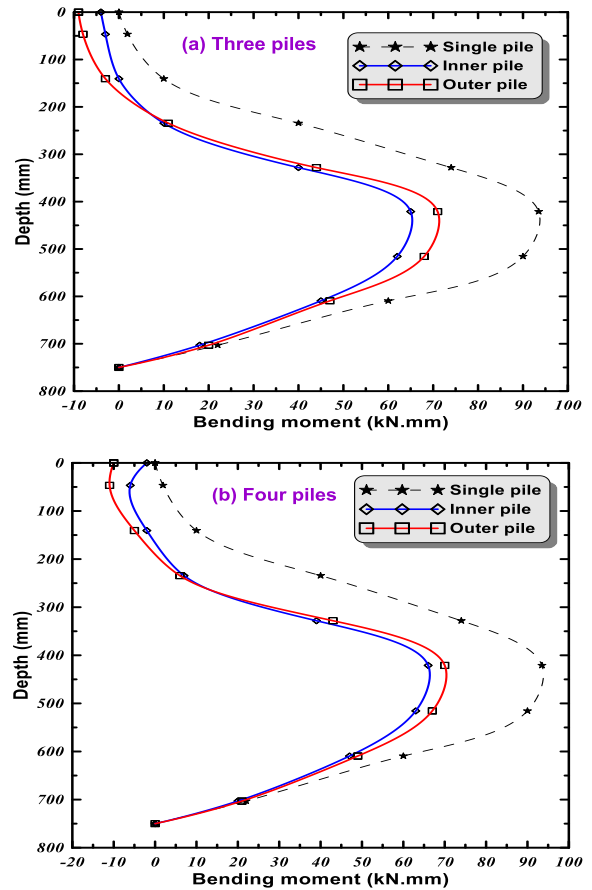 (a) Three piles
Single pile
Inner pile
Outer pile
0
100
200
300
400
500
600
700
800
Depth (mm)
-10 0 10 20 30 40 50 60 70 80 90 100
Bending moment (kN.mm)
(b) Four piles
Single pile
Inner pile
Outer pile
0
100
200
300
400
500
600
700
800
Depth (mm)
-20 -10 0 10 20 30 40 50 60 70 80 90 100
Bending moment (kN.mm)